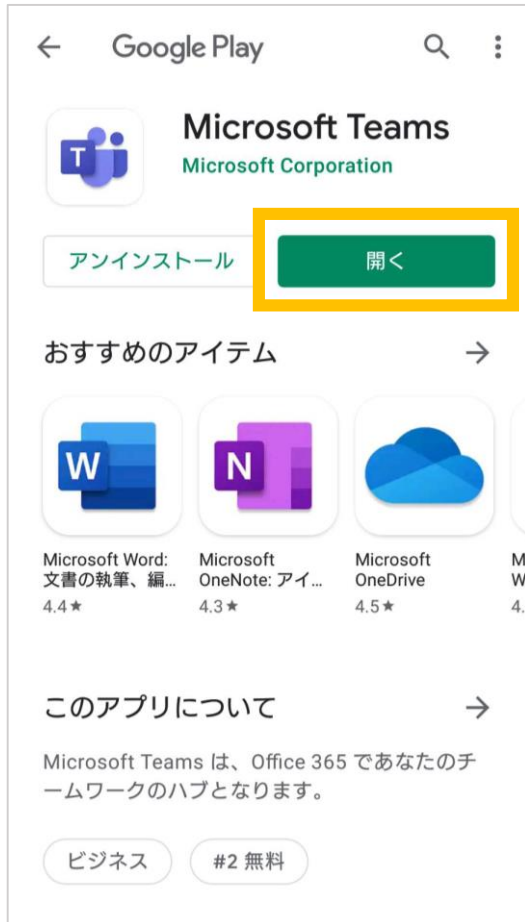 Google Play
T
Microsoft Teams
Microsoft Corporation
アンインストール
開く
おすすめのアイテム
W
N
Microsoft Word:
文書の執筆、編...
4.4★
Microsoft
OneNote: アイ...
4.3★
Microsoft
OneDrive
4.5★
M
W
4.
このアプリについて
Microsoft Teams は、Office 365 であなたのチ
ームワークのハブとなります。
ビジネス
#2 無料